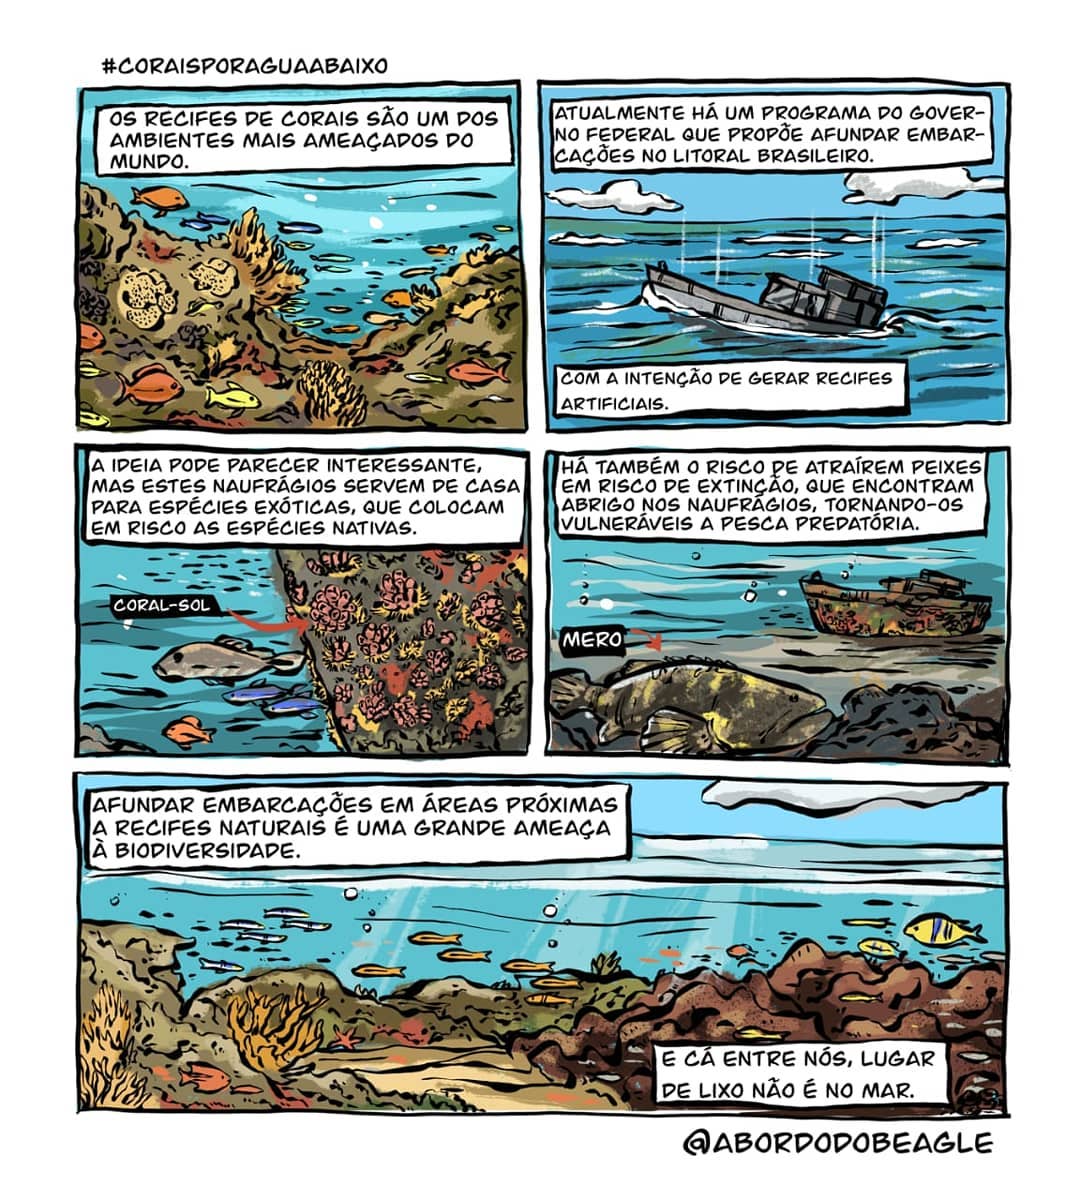 #CORAISPORAGUAABAIXO
OS RECIFES DE CORAIS SÃO UM DOS
AMBIENTES MAIS AMEAÇADOS DO
MUNDO.
ATUALMENTE HÁ UM PROGRAMA DO GOVER-
NO FEDERAL QUE PROPÕE AFUNDAR EMBAR-
CAÇÕES NO LITORAL BRASILEIRO.
COM A INTENÇÃO DE GERAR RECIFES
ARTIFICIAIS.
A IDEIA PODE PARECER INTERESSANTE,
MAS ESTES NAUFRÁGIOS SERVEM DE CASA
PARA ESPÉCIES EXÓTICAS, QUE COLOCAM
EM RISCO AS ESPÉCIES NATIVAS.
CORAL-SOL
HÁ TAMBÉM O RISCO DE ATRAÍREM PEIXES
EM RISCO DE EXTINÇÃO, QUE ENCONTRAM
ABRIGO NOS NAUFRÁGIOS, TORNANDO-OS
VULNERÁVEIS A PESCA PREDATÓRIA.
MERO
AFUNDAR EMBARCAÇÕES EM ÁREAS PRÓXIMAS
A RECIFES NATURAIS É UMA GRANDE AMEAÇA
À BIODIVERSIDADE.
E CÁ ENTRE NÓS, LUGAR
DE LIXO NÃO É NO MAR.
@ABORDODOBEAGLE